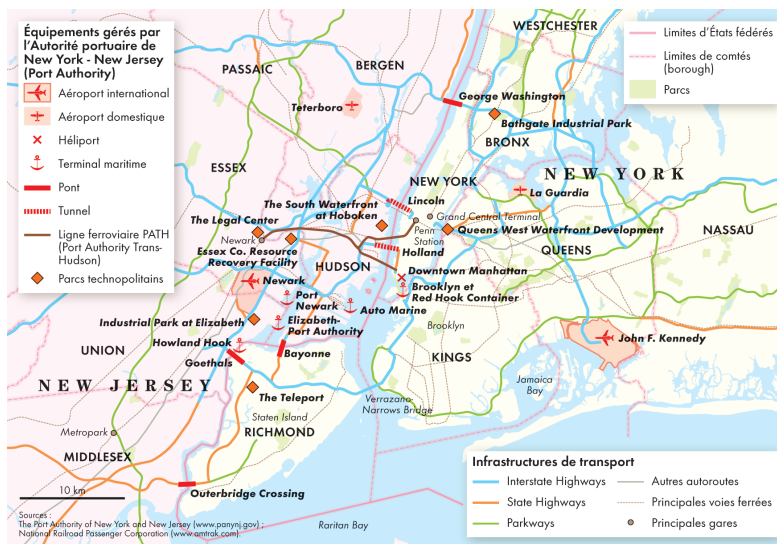 Équipements gérés par
l'Autorité portuaire de
New York - New Jersey
(Port Authority)
Aéroport international
Aéroport domestique
Héliport
Terminal maritime
Pont
Tunnel
Ligne ferroviaire PATH
(Port Authority Trans-
Hudson)
Parcs technopolitains
Limites d'États fédérés
Limites de comtés
(borough)
Parcs
WESTCHESTER
BERGEN
PASSAIC
Teterboro
George Washington
Bathgate Industrial Park
BRONX
ESSEX
NEW YORK
NEW YORK
La Guardia
The South Waterfront
at Hoboken
Lincoln
Grand Central Terminal
The Legal Center
Penn
Station
Queens West Waterfront Development
NASSAU
Newark
Essex Co. Resource
Recovery Facility
Holland
QUEENS
HUDSON
Downtown Manhattan
Newark
Brooklyn et
Red Hook Container
Port
Newark
Auto Marine
Industrial Park at Elizabeth
Elizabeth-
Port Authority
Brooklyn
John F. Kennedy
Howland Hook
UNION
Goethals
Bayonne
KINGS
NEW JERSEY
Jamaica
Bay
The Teleport
Verrazano-
Narrows Bridge
Staten Island
Metropark
RICHMOND
MIDDLESEX
Outerbridge Crossing
10 km
Raritan Bay
Sources :
The Port Authority of New York and New Jersey (www.panynj.gov) ;
National Railroad Passenger Corporation (www.amtrak.com).
Infrastructures de transport
Interstate Highways
State Highways
Parkways
Autres autoroutes
Principales voies ferrées
Principales gares